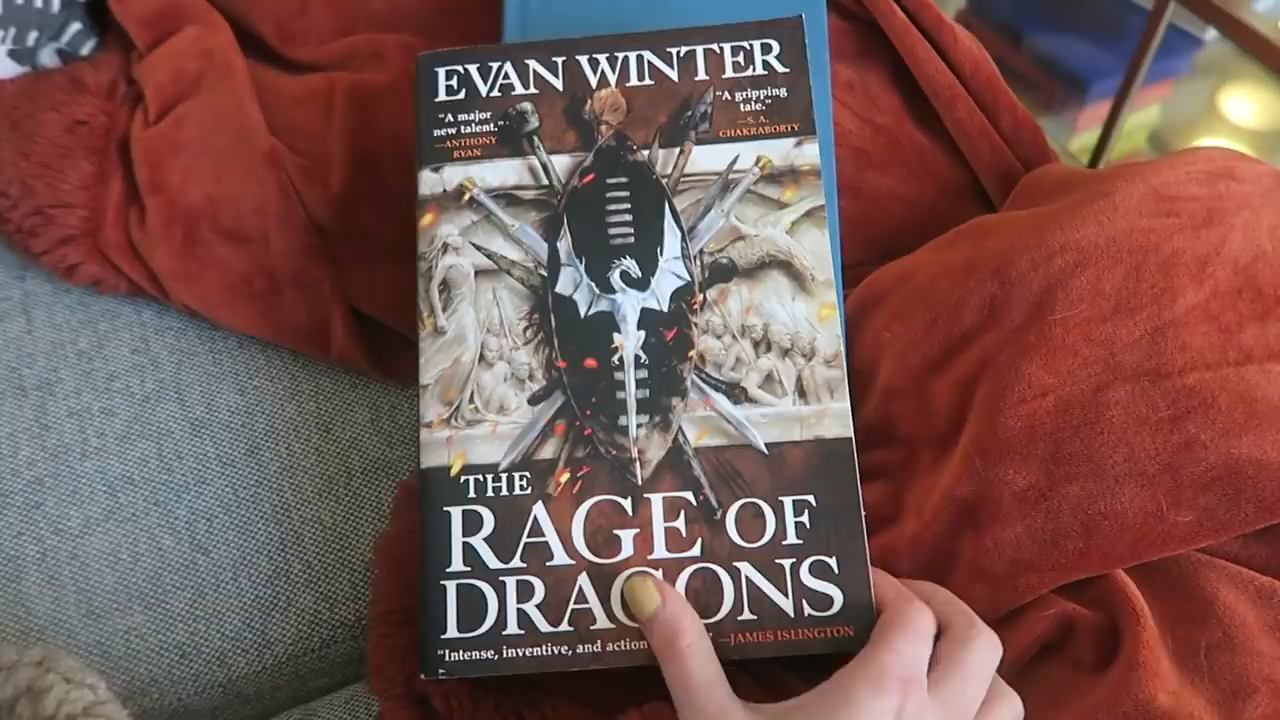 EVAN WINTER
"A major
new talent."
—ANTHONY
RYAN
"A gripping
tale."
—S. A.
CHAKRABORTY
THE
RAGE OF
DRAGONS
"Intense, inventive, and action
—JAMES ISLINGTON